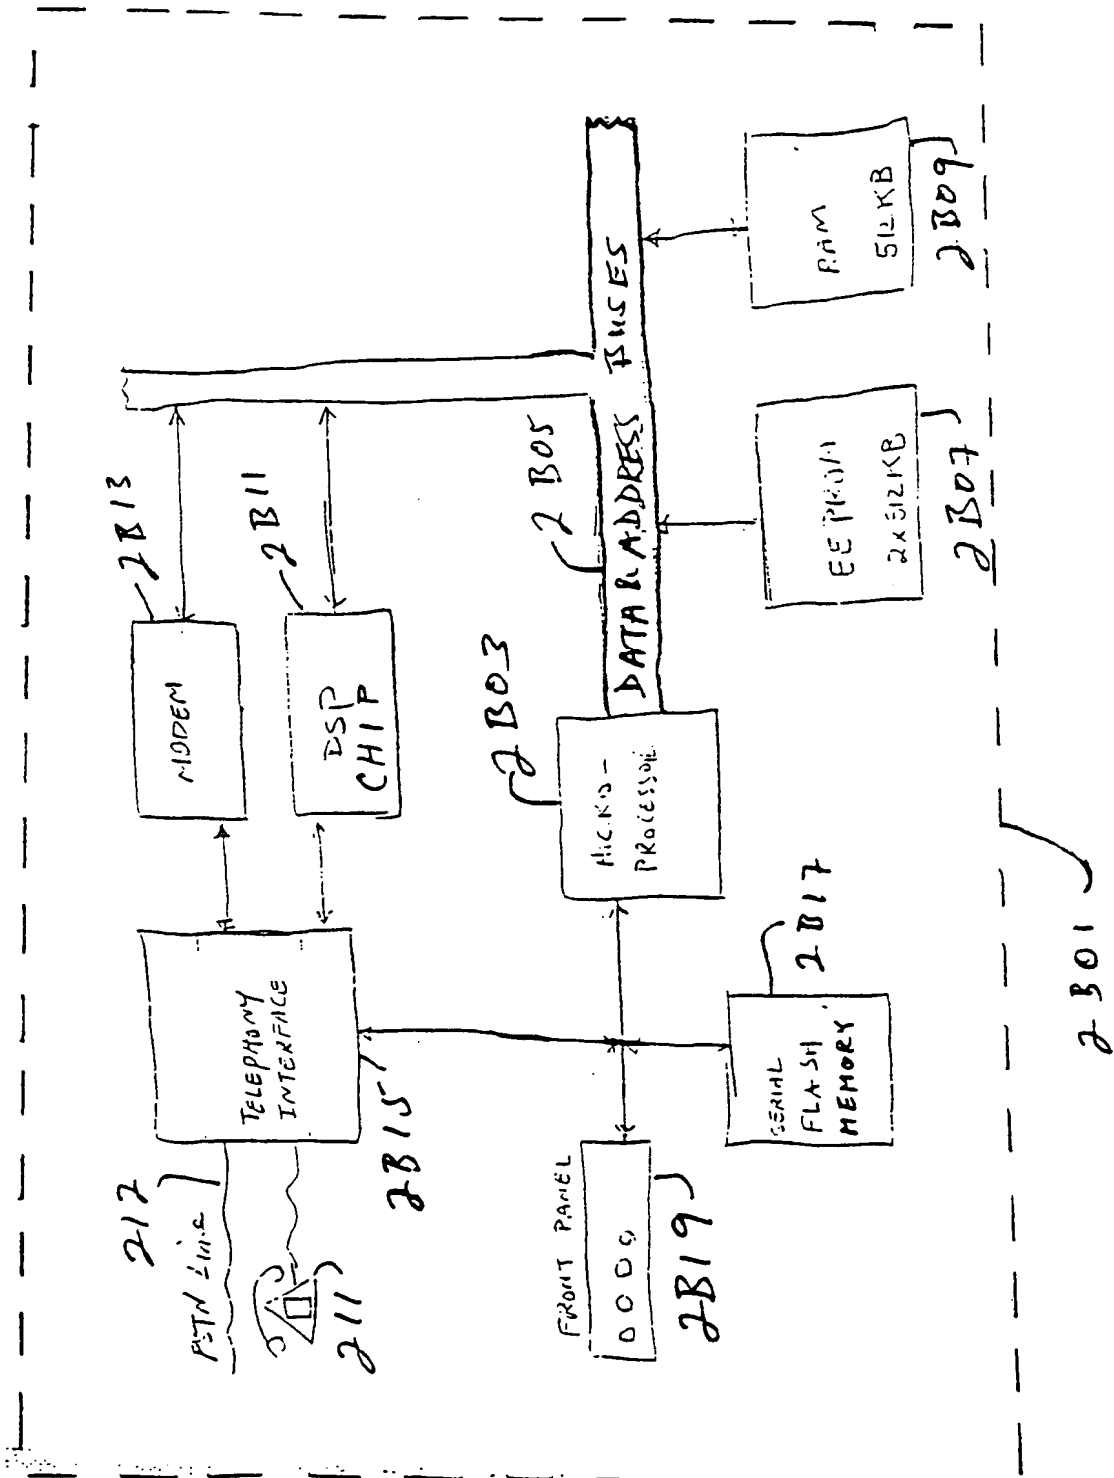 212
PSTN Line
211
TELEPHONY
INTERFACE
2B15
MODEM
2B13
DSP
CHIP
2B11
FRONT PANEL
2B19
SERIAL
FLASH
MEMORY
2B17
MICRO-
PROCESSOR
2B03
DATA & ADDRESS BUSES
2B05
EEPROM
2x512KB
2B07
RAM
512KB
2B09
2B01